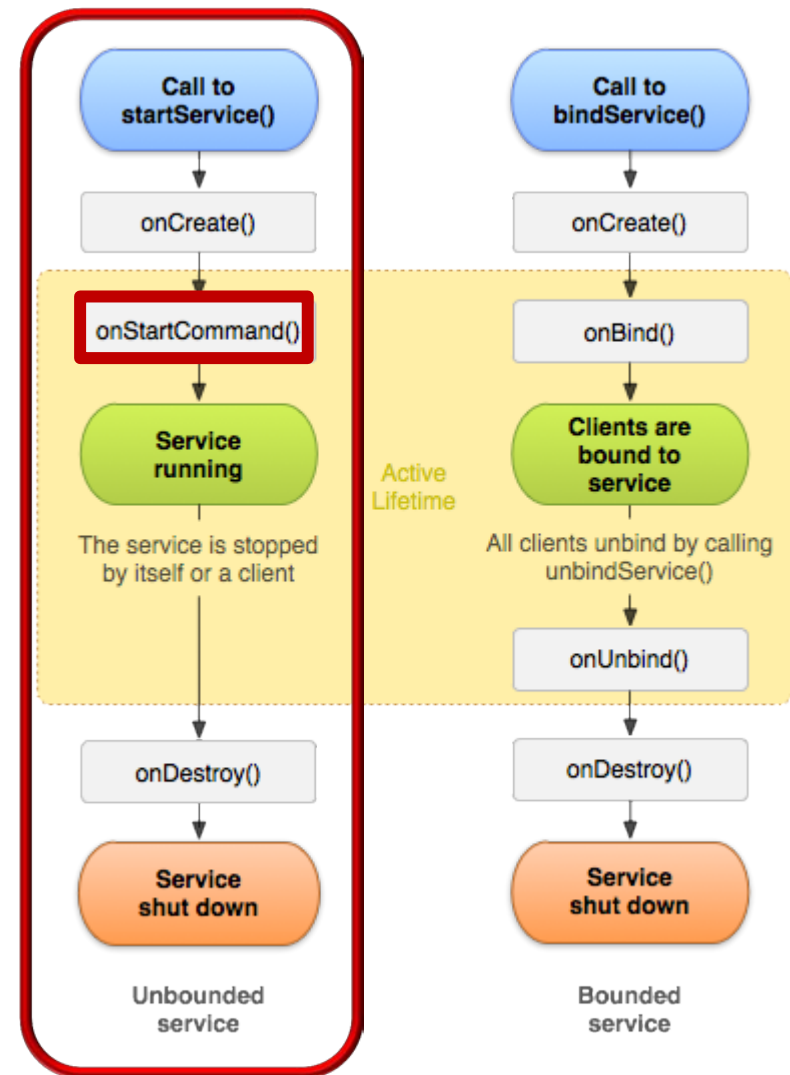 Call to
startService()
onCreate()
onStartCommand()
Service
running
The service is stopped
by itself or a client
onDestroy()
Service
shut down
Unbounded
service
Active
Lifetime
Call to
bindService()
onCreate()
onBind()
Clients are
bound to
service
All clients unbind by calling
unbindService()
onUnbind()
onDestroy()
Service
shut down
Bounded
service